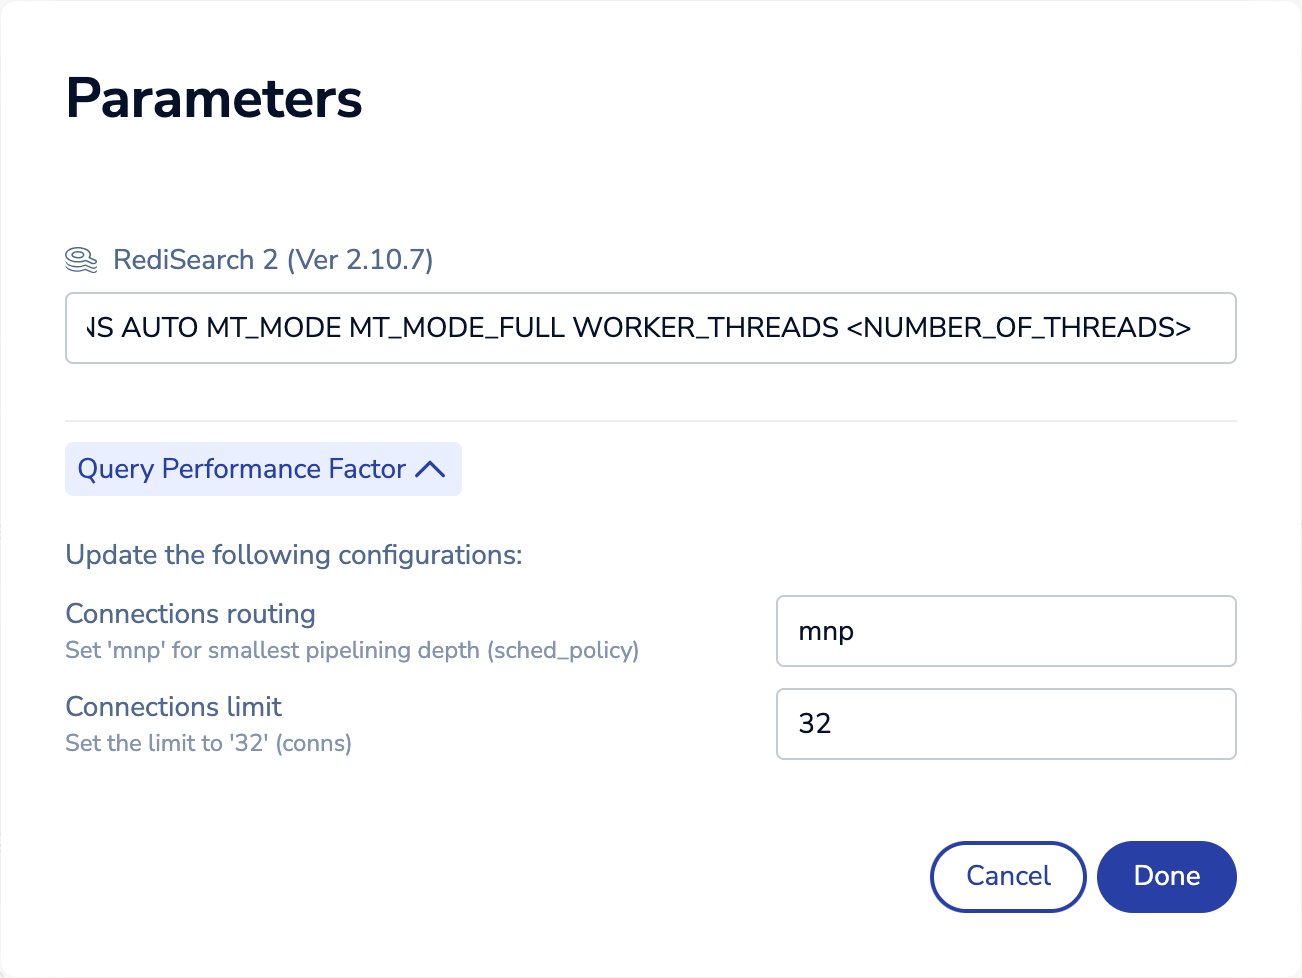 Parameters
RediSearch 2 (Ver 2.10.7)
AUTO MT_MODE MT_MODE_FULL WORKER_THREADS <NUMBER_OF_THREADS>
Query Performance Factor
Update the following configurations:
Connections routing
Set 'mnp' for smallest pipelining depth (sched_policy)
mnp
Connections limit
Set the limit to '32' (conns)
32
Cancel
Done